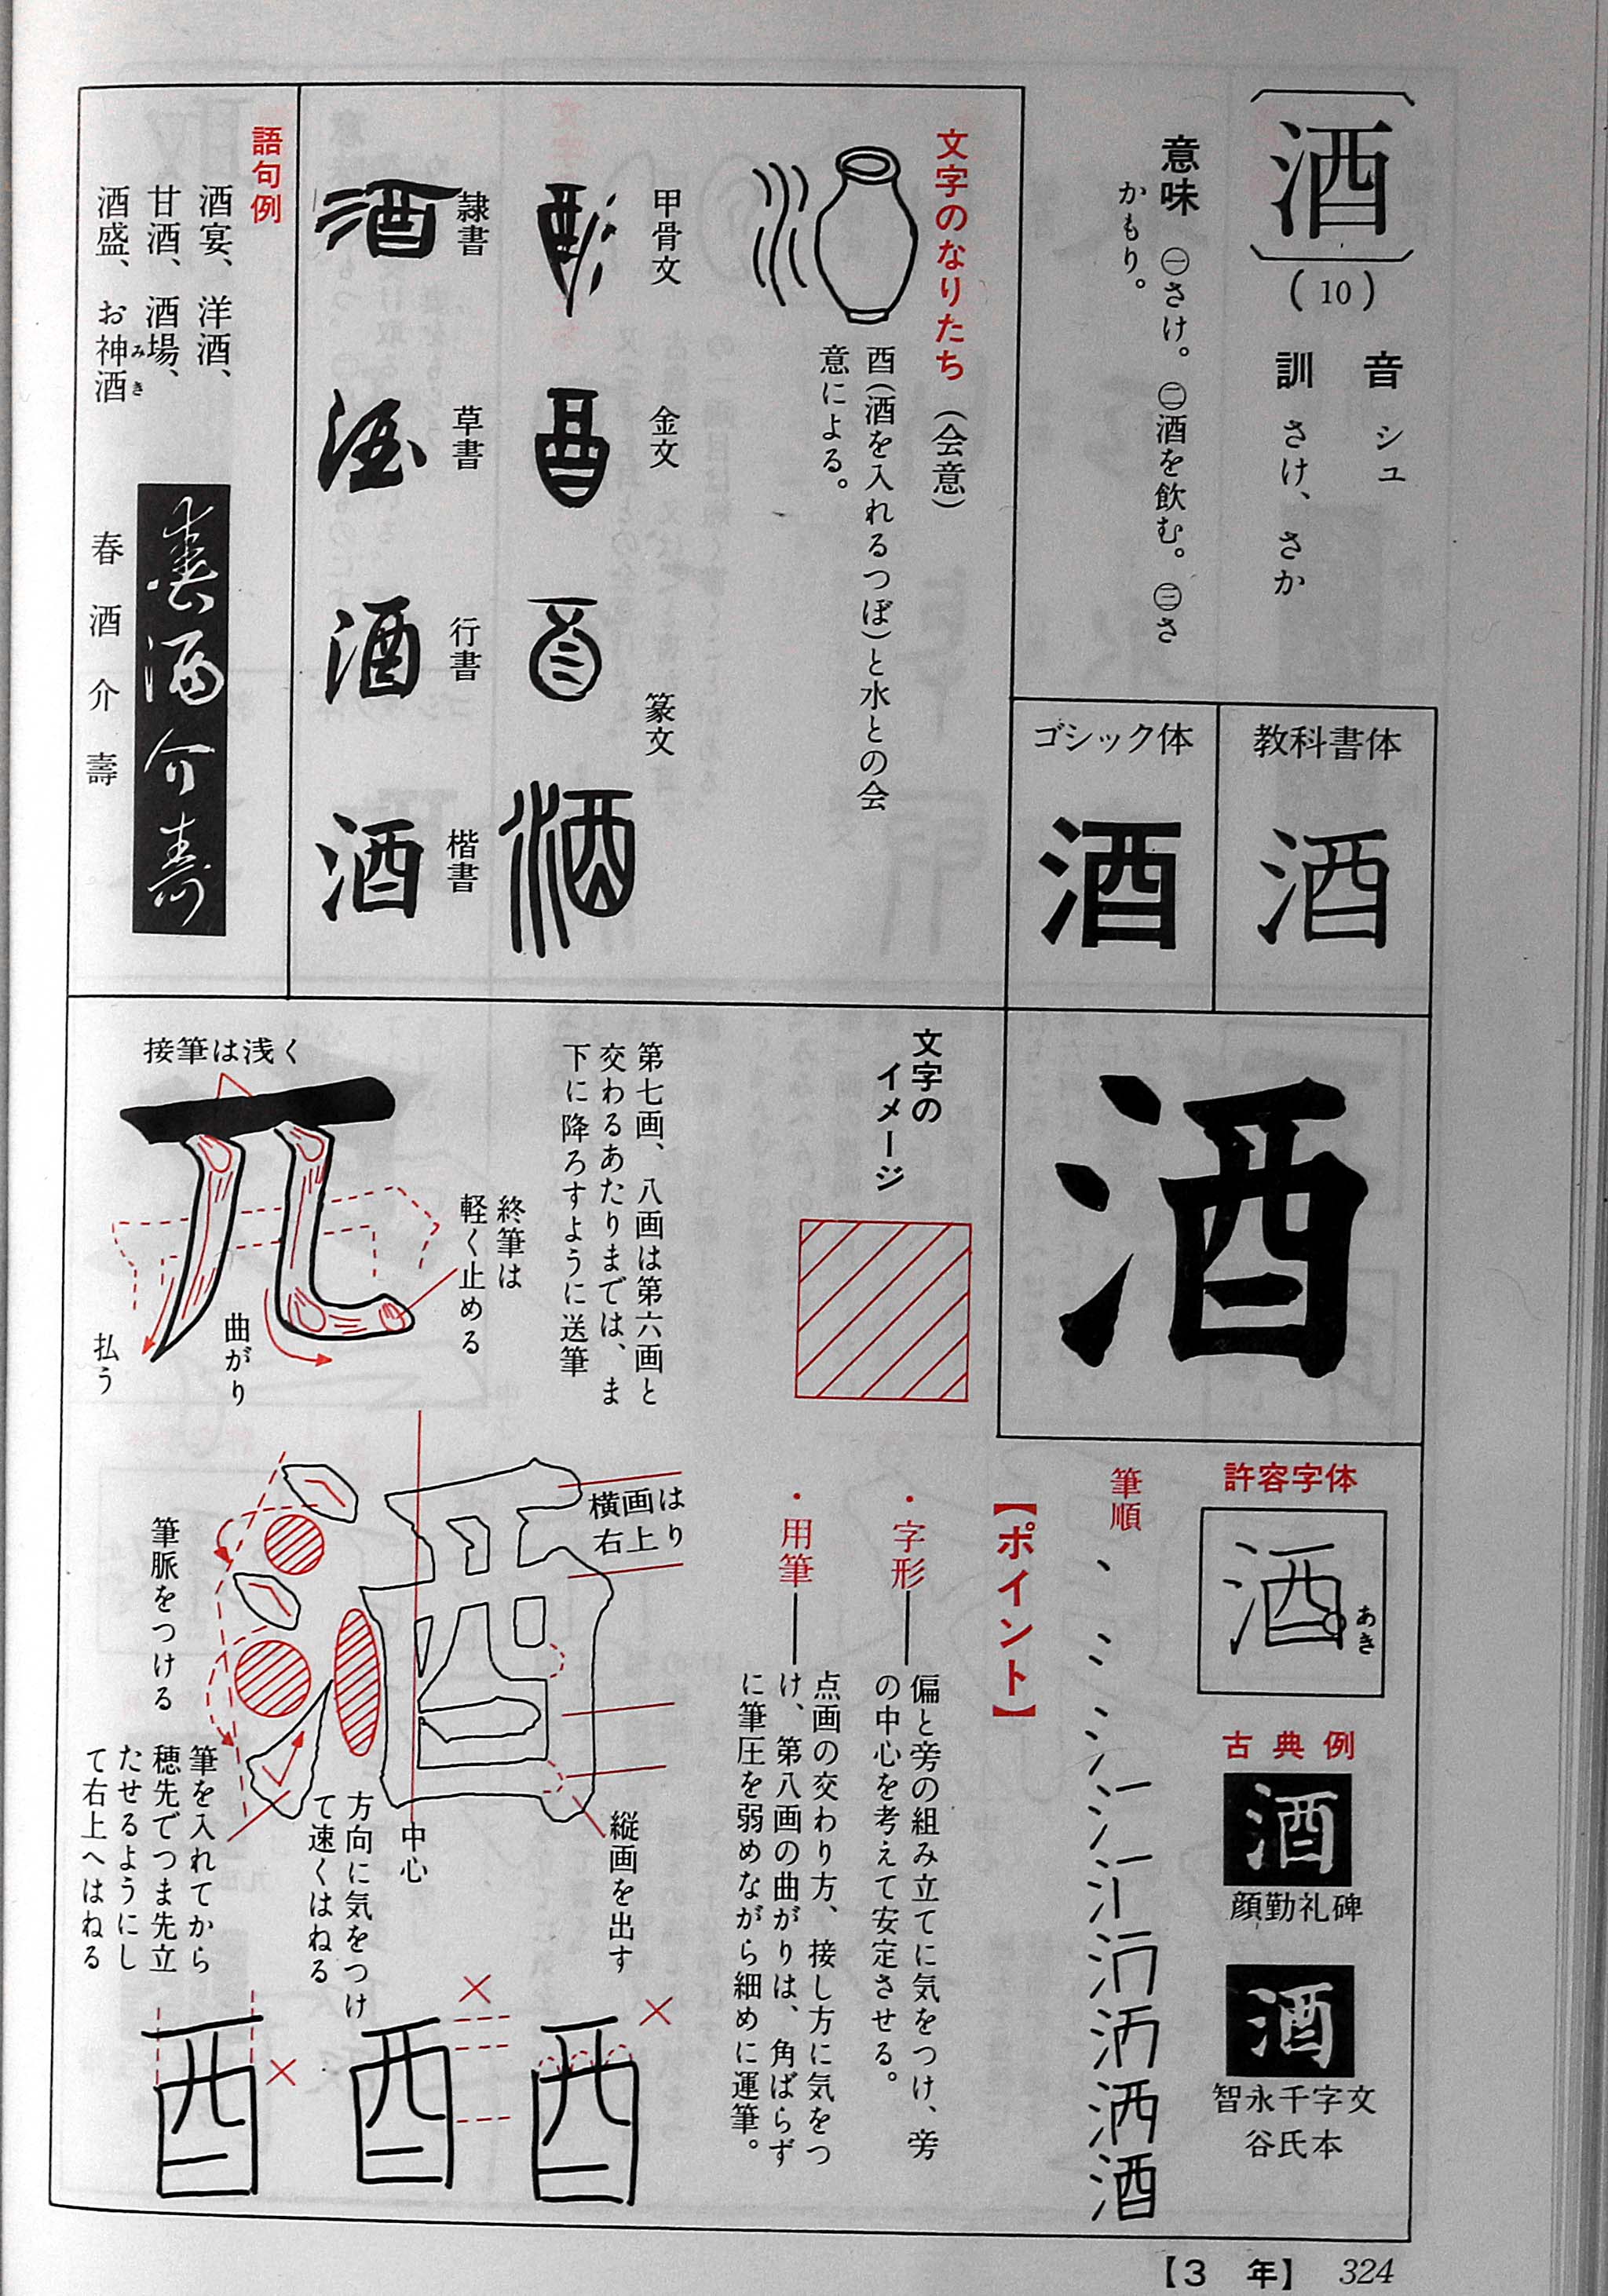 酒
(10)
音 シュ
訓 さけ、さか
意味 ㊀さけ。㊁酒を飲む。㊂さ
かもり。
教科書体
酒
ゴシック体
酒
文字のなりたち (会意)
酉(酒を入れるつぼ)と水との会
意による。
甲骨文
金文
篆文
酒
隷書
酒
草書
酒
行書
酒
楷書
酒
語句例
酒宴、洋酒、
甘酒、酒場、
酒盛、お神酒
みき
春酒介寿
春酒介壽
酒
許容字体
酒
あき
古典例
酒
顔勤礼碑
酒
智永千字文
谷氏本
筆順
酒
【ポイント】
・字形──偏と旁の組み立てに気をつけ、旁
の中心を考えて安定させる。
・用筆──点画の交わり方、接し方に気をつ
け、第八画の曲がりは、角ばらず
に筆圧を弱めながら細めに運筆。
文字の
イメージ
第七画、八画は第六画と
交わるあたりまでは、ま
下に降ろすように送筆
接筆は浅く
終筆は
軽く止める
曲がり
払う
横画は
右上り
筆脈をつける
縦画を出す
中心
方向に気をつけ
て速くはねる
筆を入れてから
穂先でつま先立
たせるようにし
て右上へはねる
【3 年】 324